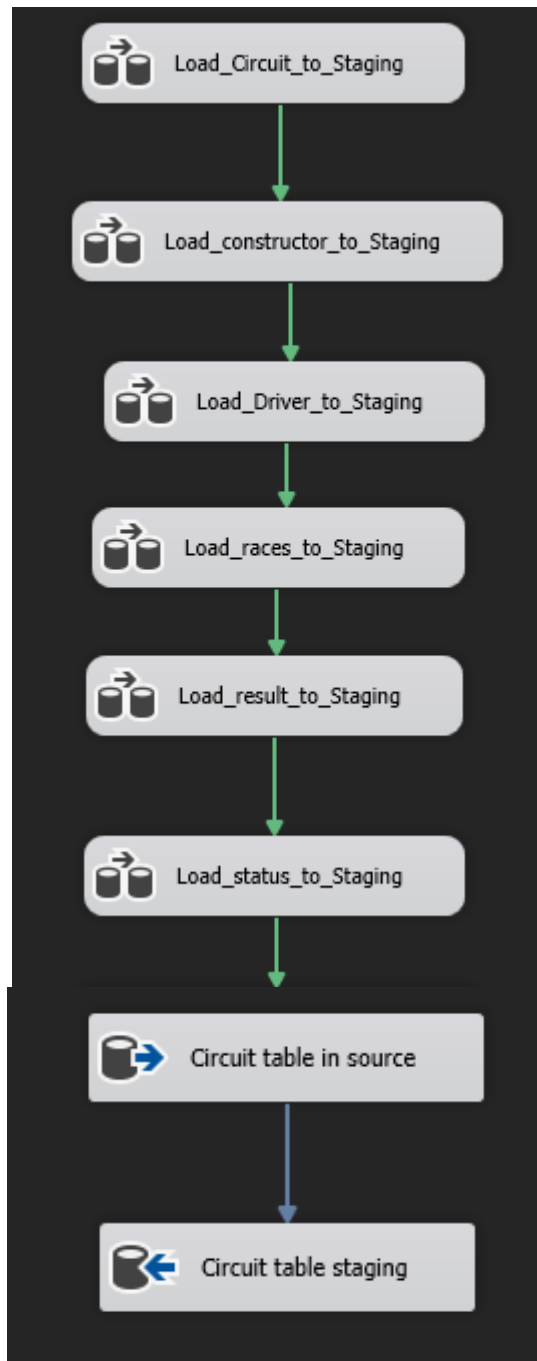 Load_Circuit_to_Staging
Load_constructor_to_Staging
Load_Driver_to_Staging
Load_races_to_Staging
Load_result_to_Staging
Load_status_to_Staging
Circuit table in source
Circuit table staging